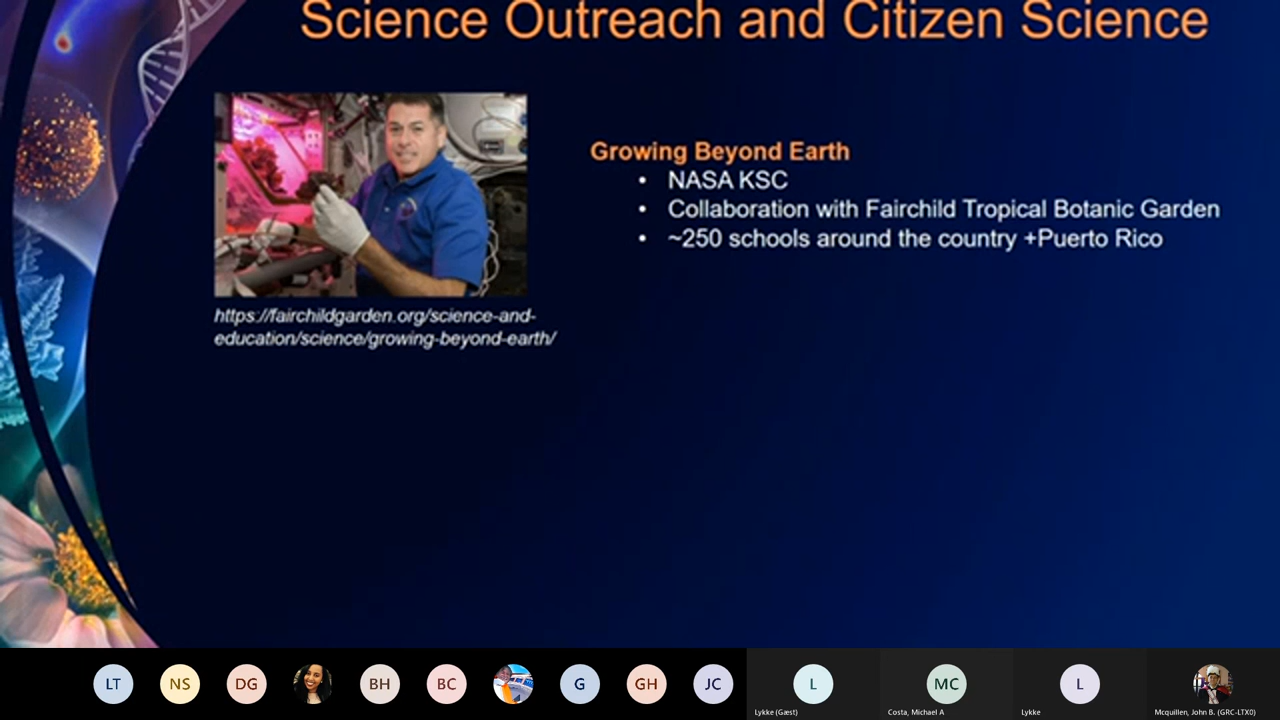 Science Outreach and Citizen Science
Growing Beyond Earth
• NASA KSC
• Collaboration with Fairchild Tropical Botanic Garden
• ~250 schools around the country +Puerto Rico
https://fairchildgarden.org/science-and-
education/science/growing-beyond-earth/
LT NS DG BH BC G GH JC L MC L
Lykke (Gæst) Costa, Michael A Lykke Mcquillen, John B. (GRC-LTX0)